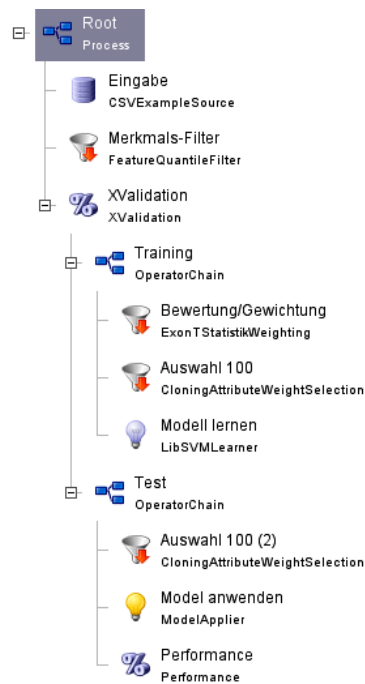 Root
Process
Eingabe
CSVExampleSource
Merkmals-Filter
FeatureQuantileFilter
XValidation
XValidation
Training
OperatorChain
Bewertung/Gewichtung
ExonTStatistikWeighting
Auswahl 100
CloningAttributeWeightSelection
Modell lernen
LibSVMLearner
Test
OperatorChain
Auswahl 100 (2)
CloningAttributeWeightSelection
Model anwenden
ModelApplier
Performance
Performance